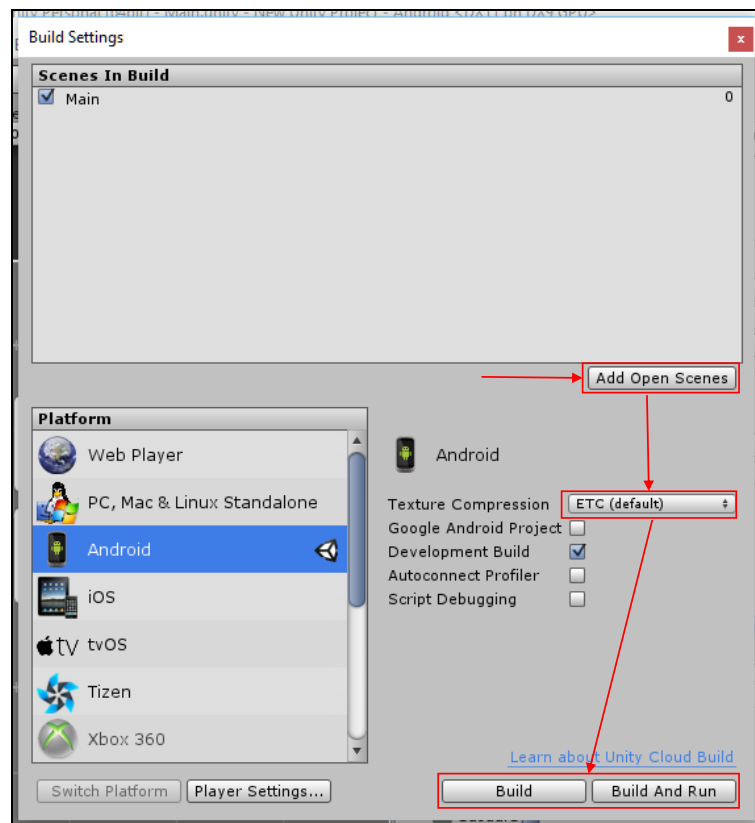 Build Settings
x
Scenes In Build
Main 0
Add Open Scenes
Platform
Web Player
PC, Mac & Linux Standalone
Android
iOS
tv tvOS
Tizen
Xbox 360
Android
Texture Compression ETC (default)
Google Android Project
Development Build
Autoconnect Profiler
Script Debugging
Learn about Unity Cloud Build
Switch Platform Player Settings... Build Build And Run